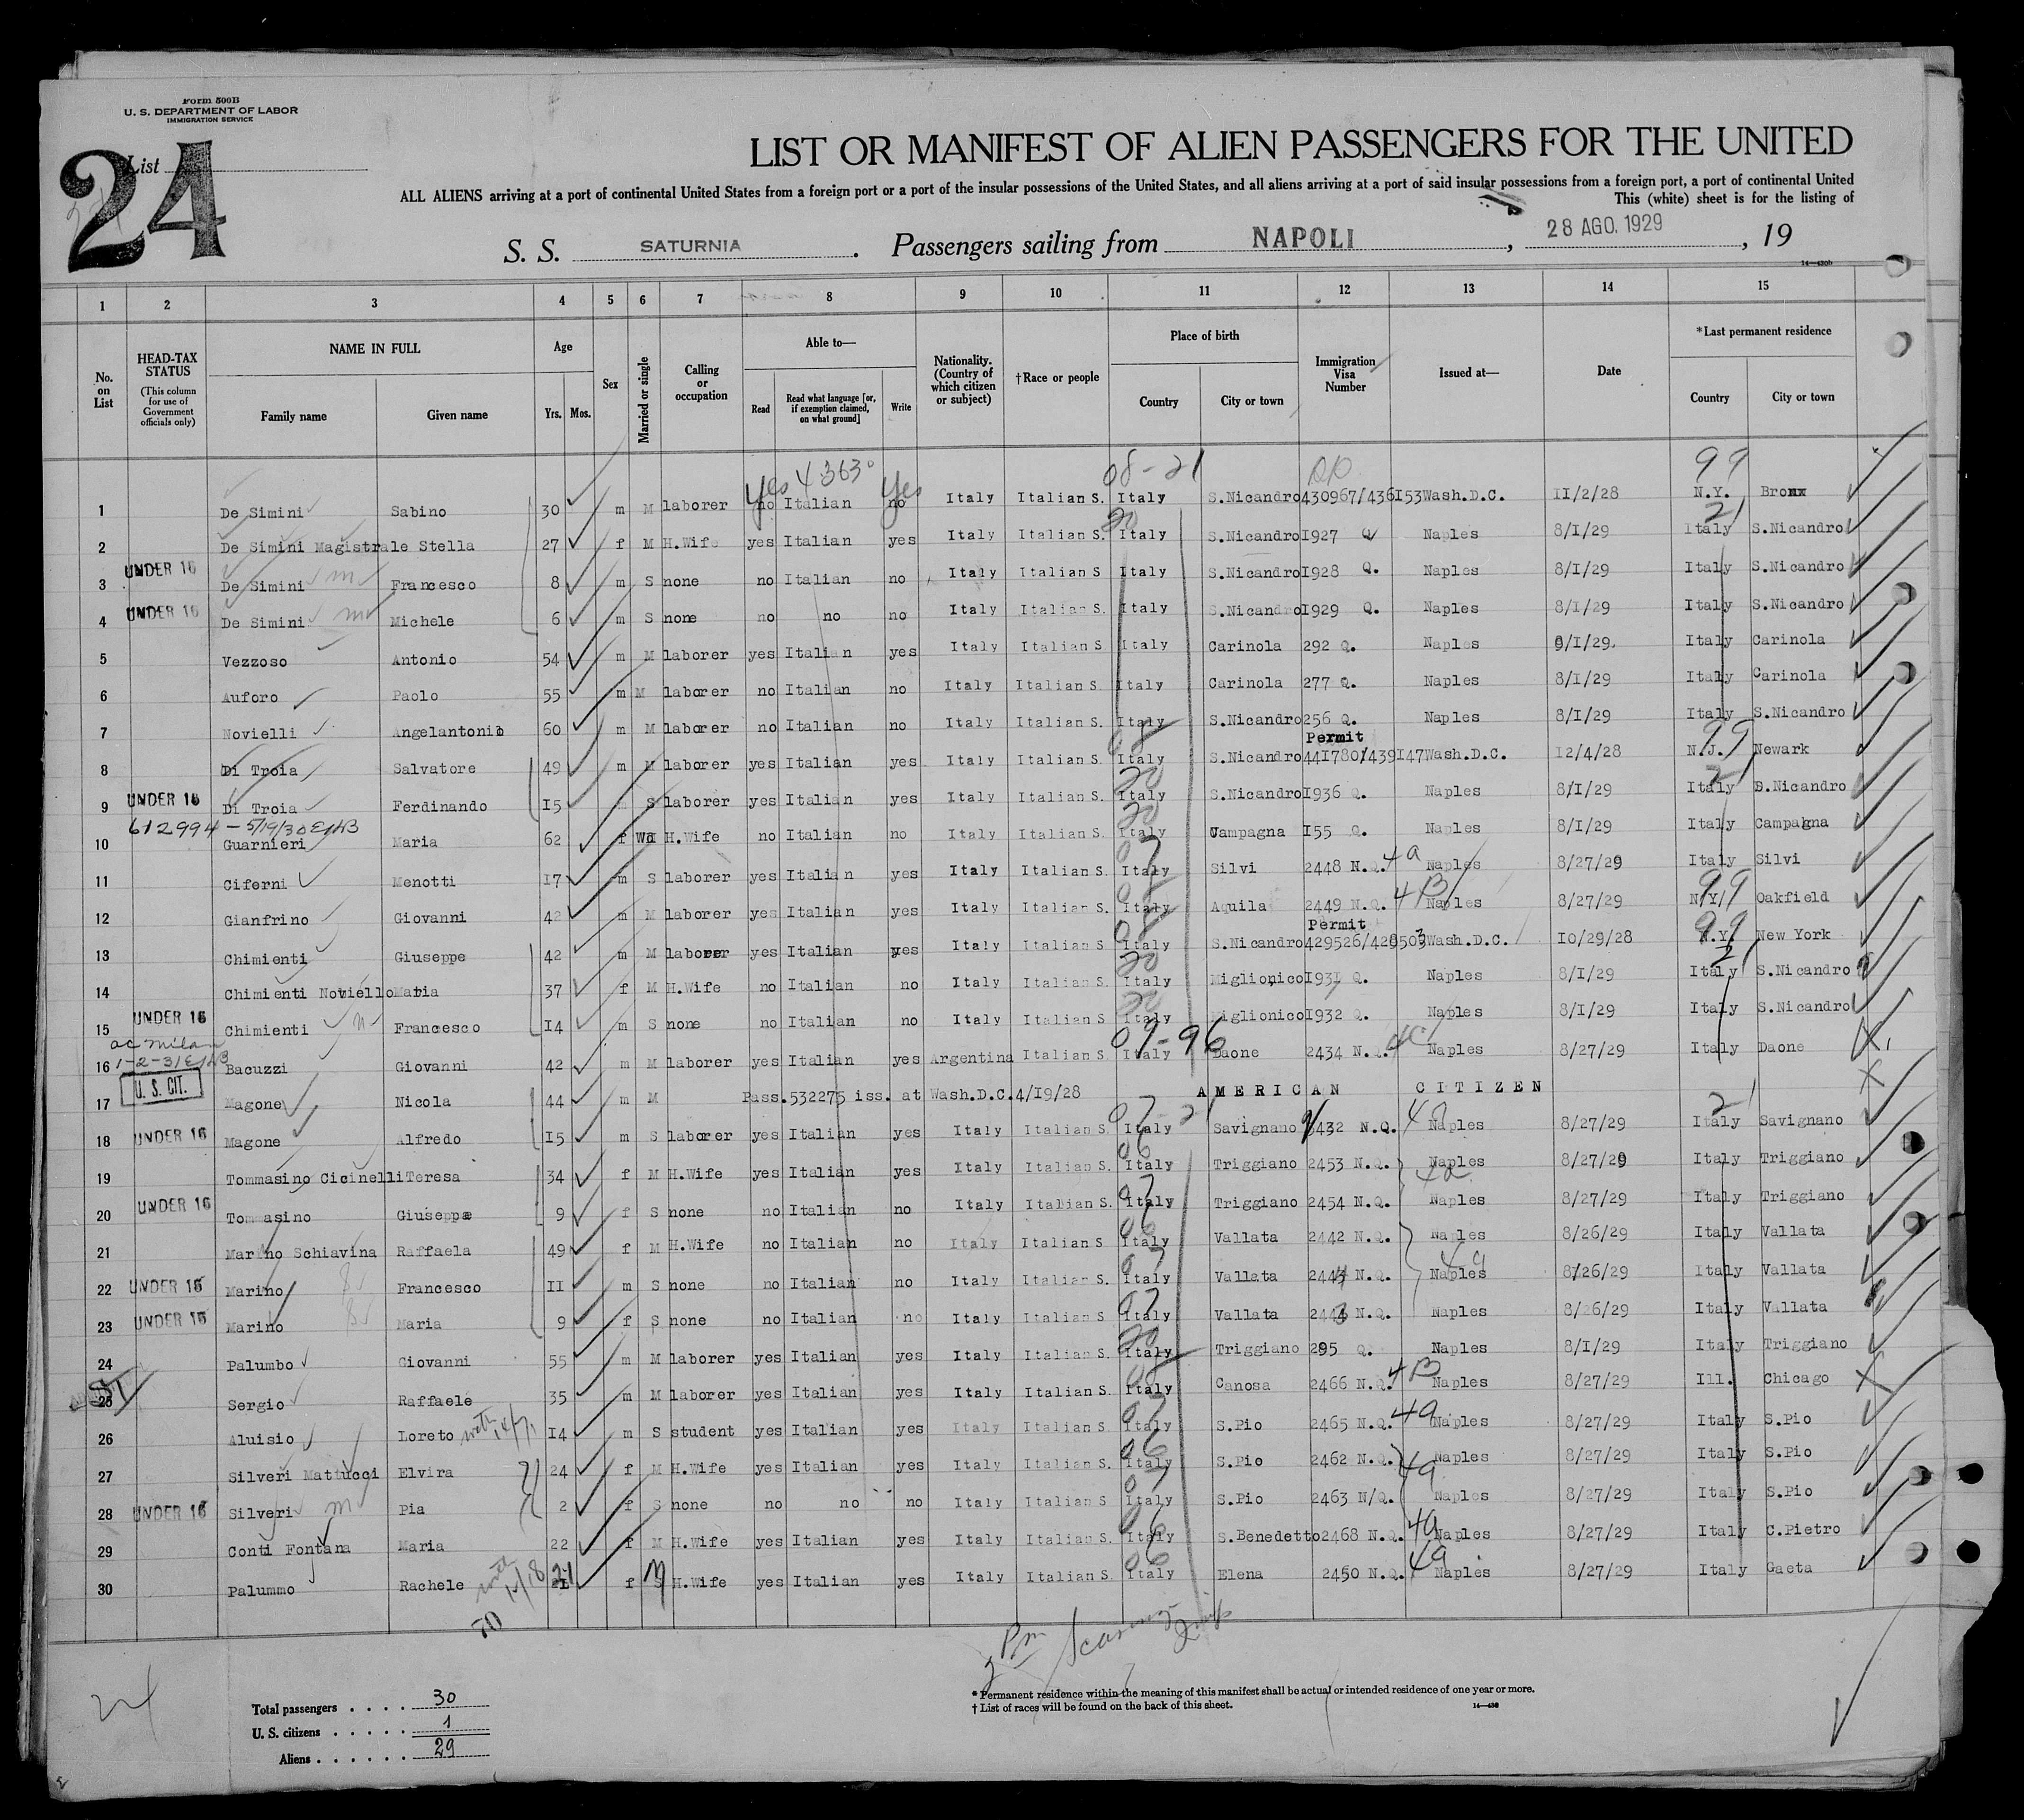 Form 500B
U. S. DEPARTMENT OF LABOR
IMMIGRATION SERVICE
List
24
LIST OR MANIFEST OF ALIEN PASSENGERS FOR THE UNITED
ALL ALIENS arriving at a port of continental United States from a foreign port or a port of the insular possessions of the United States, and all aliens arriving at a port of said insular possessions from a foreign port, a port of continental United
This (white) sheet is for the listing of
S. S. SATURNIA. Passengers sailing from NAPOLI, 28 AGO. 1929, 19
14—430b
1 2 3 4 5 6 7 8 9 10 11 12 13 14 15
No. on List
HEAD-TAX STATUS (This column for use of Government officials only)
NAME IN FULL Family name Given name
Age Yrs. Mos.
Sex
Married or single
Calling or occupation
Able to— Read Read what language [or, if exemption claimed, on what ground] Write
Nationality. (Country of which citizen or subject)
†Race or people
Place of birth Country City or town
Immigration Visa Number
Issued at—
Date
*Last permanent residence Country City or town
yes 43630 yes 08-21 99
1 De Simini Sabino 30 m M laborer no Italian no Italy Italian S. Italy S.Nicandro 430967/436153 Wash.D.C. 11/2/28 N.Y. Bronx
2 De Simini Magistrale Stella 27 f M H.Wife yes Italian yes Italy Italian S. Italy S.Nicandro 1927 Q Naples 8/1/29 Italy S.Nicandro
3 UNDER 16 De Simini Francesco 8 m S none no Italian no Italy Italian S Italy S.Nicandro 1928 Q. Naples 8/1/29 Italy S.Nicandro
4 UNDER 16 De Simini Michele 6 m S none no no no Italy Italian S. Italy S.Nicandro 1929 Q. Naples 8/1/29 Italy S.Nicandro
5 Vezzoso Antonio 54 m M laborer yes Italian yes Italy Italian S Italy Carinola 292 Q. Naples 8/1/29. Italy Carinola
6 Auforo Paolo 55 m M laborer no Italian no Italy Italian S. Italy Carinola 277 Q. Naples 8/1/29 Italy Carinola
7 Novielli Angelantonio 60 m M laborer no Italian no Italy Italian S. Italy S.Nicandro 256 Q. Naples 8/1/29 Italy S.Nicandro
Permit
8 Di Troia Salvatore 49 m M laborer yes Italian yes Italy Italian S. Italy S.Nicandro 441780/439147 Wash.D.C. 12/4/28 N.J. Newark
9 UNDER 16 Di Troia Ferdinando 15 S laborer yes Italian yes Italy Italian S. Italy S.Nicandro 1936 Q. Naples 8/1/29 Italy S.Nicandro
612994 - 5/19/30
10 Guarnieri Maria 62 f Wd H.Wife no Italian no Italy Italian S. Italy Campagna 155 Q. Naples 8/1/29 Italy Campagna
11 Ciferni Menotti 17 m S laborer yes Italian yes Italy Italian S. Italy Silvi 2448 N.Q. Naples 8/27/29 Italy Silvi
12 Gianfrino Giovanni 42 m M laborer yes Italian yes Italy Italian S. Italy Aquila 2449 N.Q. 4B Naples 8/27/29 N.Y. Oakfield
Permit
13 Chimienti Giuseppe 42 m M laborer yes Italian yes Italy Italian S Italy S.Nicandro Wash.D.C. 10/29/28 N.Y. New York
14 Chimienti Noviello Maria 37 f M H.Wife no Italian no Italy Italian S. Italy Miglionico 1931 Q. Naples 8/1/29 Italy S.Nicandro
15 UNDER 16 Chimienti Francesco 14 m S none no Italian no Italy Italian S. Italy Miglionico 1932 Q. Naples 8/1/29 Italy S.Nicandro
16 Bacuzzi Giovanni 42 m M laborer yes Italian yes Argentina Italian S. Italy Daone 2434 N.Q. Naples 8/27/29 Italy Daone
17 U. S. CIT. Magone Nicola 44 m M Pass.532275 iss. at Wash.D.C.4/19/28 AMERICAN CITIZEN
18 UNDER 16 Magone Alfredo 15 m S laborer yes Italian yes Italy Italian S. Italy Savignano 432 N.Q. Naples 8/27/29 Italy Savignano
19 Tommasino Cicinelli Teresa 34 f M H.Wife yes Italian yes Italy Italian S. Italy Triggiano 2453 N.Q. Naples 8/27/29 Italy Triggiano
20 UNDER 16 Tommasino Giuseppa 9 f S none no Italian no Italy Italian S. Italy Triggiano 2454 N.Q. Naples 8/27/29 Italy Triggiano
21 Marino Schiavina Raffaela 49 f M H.Wife no Italian no Italy Italian S Italy Vallata 2442 N.Q. Naples 8/26/29 Italy Vallata
22 UNDER 16 Marino Francesco 11 m S none no Italian no Italy Italian S. Italy Vallata 2444 N.Q. Naples 8/26/29 Italy Vallata
23 UNDER 16 Marino Maria 9 f S none no Italian no Italy Italian S. Italy Vallata 2443 N.Q. Naples 8/26/29 Italy Vallata
24 Palumbo Giovanni 55 m M laborer yes Italian yes Italy Italian S. Italy Triggiano 295 Q. Naples 8/1/29 Italy Triggiano
25 Sergio Raffaele 35 m M laborer yes Italian yes Italy Italian S. Italy Canosa 2466 N.Q. 4B Naples 8/27/29 Ill. Chicago
26 Aluisio Loreto 14 m S student yes Italian yes Italy Italian S. Italy S.Pio 2465 N.Q. Naples 8/27/29 Italy S.Pio
27 Silveri Mattucci Elvira 24 f M H.Wife yes Italian yes Italy Italian S. Italy S.Pio 2462 N.Q. Naples 8/27/29 Italy S.Pio
28 UNDER 16 Silveri Pia 2 f S none no no no Italy Italian S Italy S.Pio 2463 N/Q. Naples 8/27/29 Italy S.Pio
29 Conti Fontana Maria 22 f M H.Wife yes Italian yes Italy Italian S. Italy S.Benedetto 2468 N.Q. Naples 8/27/29 Italy C.Pietro
30 Palummo Rachele 21 f M H.Wife yes Italian yes Italy Italian S. Italy Elena 2450 N.Q. Naples 8/27/29 Italy Gaeta
24
Total passengers . . . . 30
U. S. citizens . . . . . 1
Aliens . . . . . . 29
* Permanent residence within the meaning of this manifest shall be actual or intended residence of one year or more.
† List of races will be found on the back of this sheet.